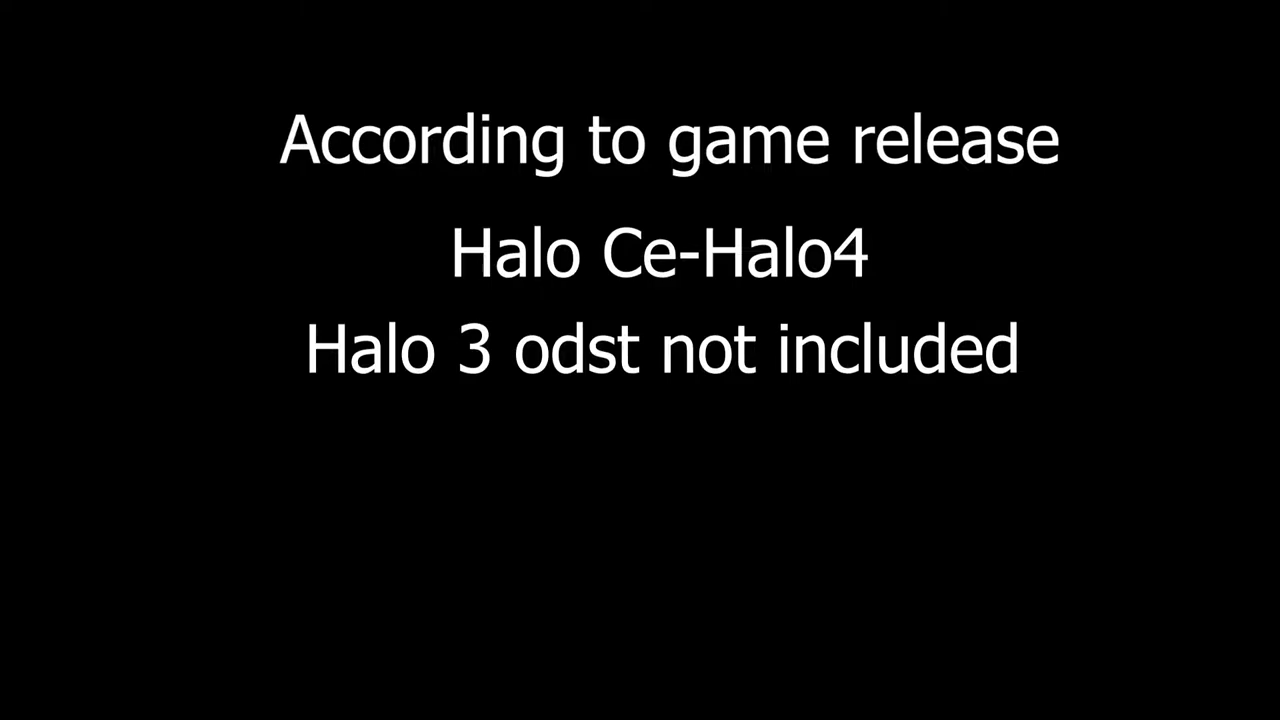 According to game release
Halo Ce-Halo4
Halo 3 odst not included